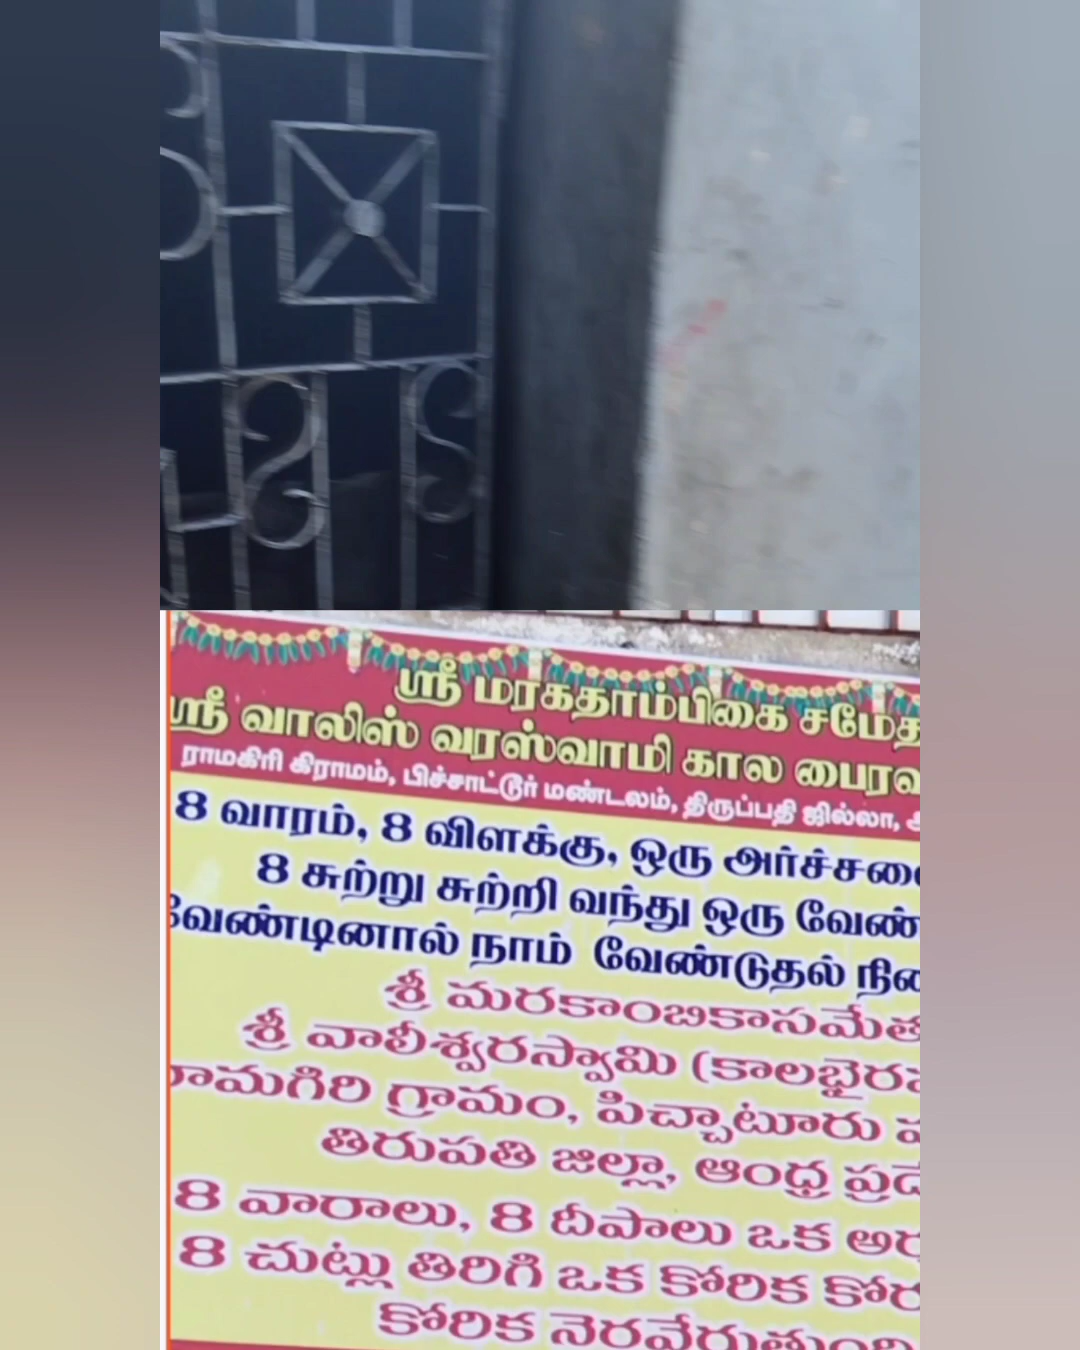 ஸ்ரீ மரகதாம்பிகை சமேத
ஸ்ரீ வாலிஸ் வரஸ்வாமி கால பைரவ
ராமகிரி கிராமம், பிச்சாட்டூர் மண்டலம், திருப்பதி ஜில்லா,
8 வாரம், 8 விளக்கு, ஒரு அர்ச்சனை
8 சுற்று சுற்றி வந்து ஒரு வேண்
வேண்டினால் நாம் வேண்டுதல்
శ్రీ మరకాంబికాసమేత
శ్రీ వాలీశ్వరస్వామి (కాలభైరవ
రామగిరి గ్రామం, పిచ్చాటూరు
తిరుపతి జిల్లా, ఆంధ్ర ప్రదే
8 వారాలు, 8 దీపాలు ఒక
8 చుట్లు తిరిగి ఒక కోరిక కోర
కోరిక నెరవేరుతుంది